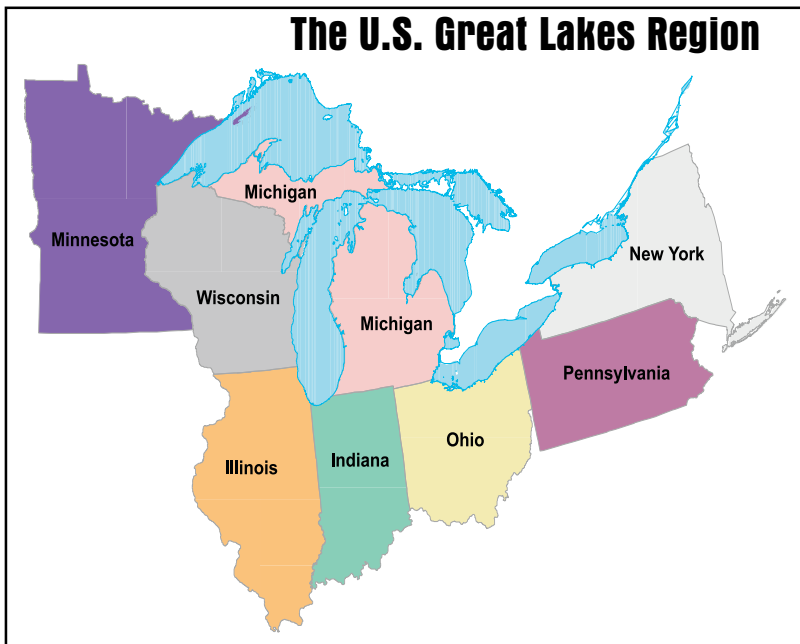 The U.S. Great Lakes Region
Michigan
Minnesota
New York
Wisconsin
Michigan
Pennsylvania
Ohio
Indiana
Illinois